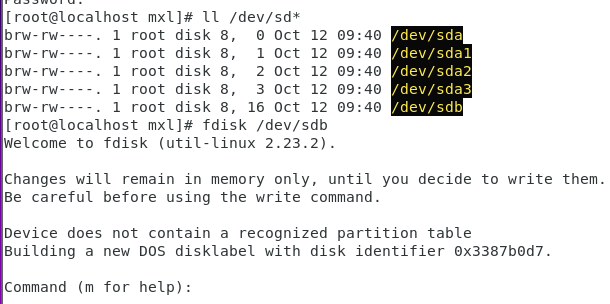 Password:
[root@localhost mxl]# ll /dev/sd*
brw-rw----. 1 root disk 8,  0 Oct 12 09:40 /dev/sda
brw-rw----. 1 root disk 8,  1 Oct 12 09:40 /dev/sda1
brw-rw----. 1 root disk 8,  2 Oct 12 09:40 /dev/sda2
brw-rw----. 1 root disk 8,  3 Oct 12 09:40 /dev/sda3
brw-rw----. 1 root disk 8, 16 Oct 12 09:40 /dev/sdb
[root@localhost mxl]# fdisk /dev/sdb
Welcome to fdisk (util-linux 2.23.2).

Changes will remain in memory only, until you decide to write them.
Be careful before using the write command.

Device does not contain a recognized partition table
Building a new DOS disklabel with disk identifier 0x3387b0d7.

Command (m for help):